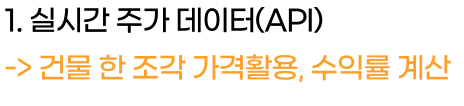 1. 실시간 주가 데이터(API)
-> 건물 한 조각 가격활용, 수익률 계산